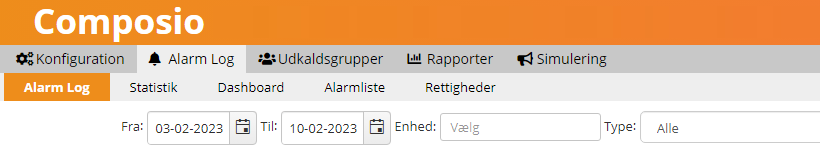 Composio
Konfiguration Alarm Log Udkaldsgrupper Rapporter Simulering
Alarm Log Statistik Dashboard Alarmliste Rettigheder
Fra: 03-02-2023 Til: 10-02-2023 Enhed: Vælg Type: Alle